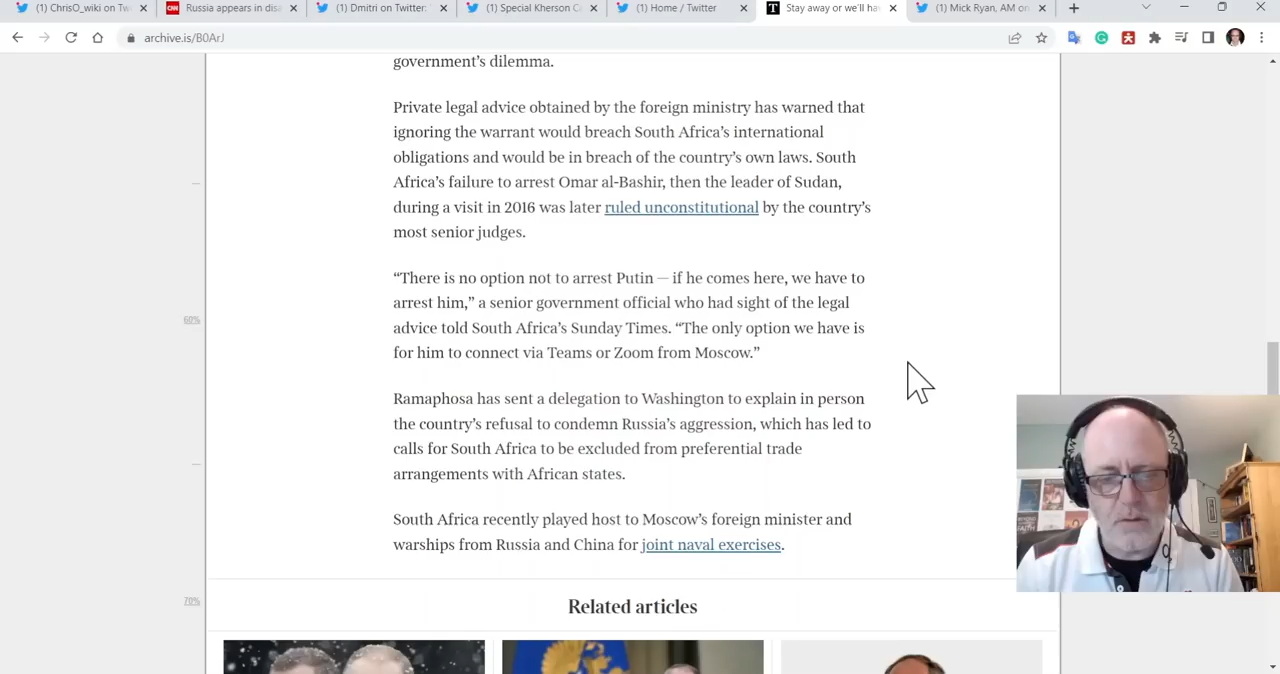 (1) ChrisO_wiki on Twi
CNN Russia appears in disa
(1) Dmitri on Twitter:
(1) Special Kherson C
(1) Home / Twitter
T Stay away or we'll ha
(1) Mick Ryan, AM on
archive.is/B0ArJ
government's dilemma.
Private legal advice obtained by the foreign ministry has warned that
ignoring the warrant would breach South Africa's international
obligations and would be in breach of the country's own laws. South
Africa's failure to arrest Omar al-Bashir, then the leader of Sudan,
during a visit in 2016 was later ruled unconstitutional by the country's
most senior judges.
“There is no option not to arrest Putin — if he comes here, we have to
arrest him,” a senior government official who had sight of the legal
advice told South Africa's Sunday Times. “The only option we have is
60%
for him to connect via Teams or Zoom from Moscow.”
Ramaphosa has sent a delegation to Washington to explain in person
the country's refusal to condemn Russia's aggression, which has led to
calls for South Africa to be excluded from preferential trade
arrangements with African states.
South Africa recently played host to Moscow's foreign minister and
warships from Russia and China for joint naval exercises.
70%
Related articles